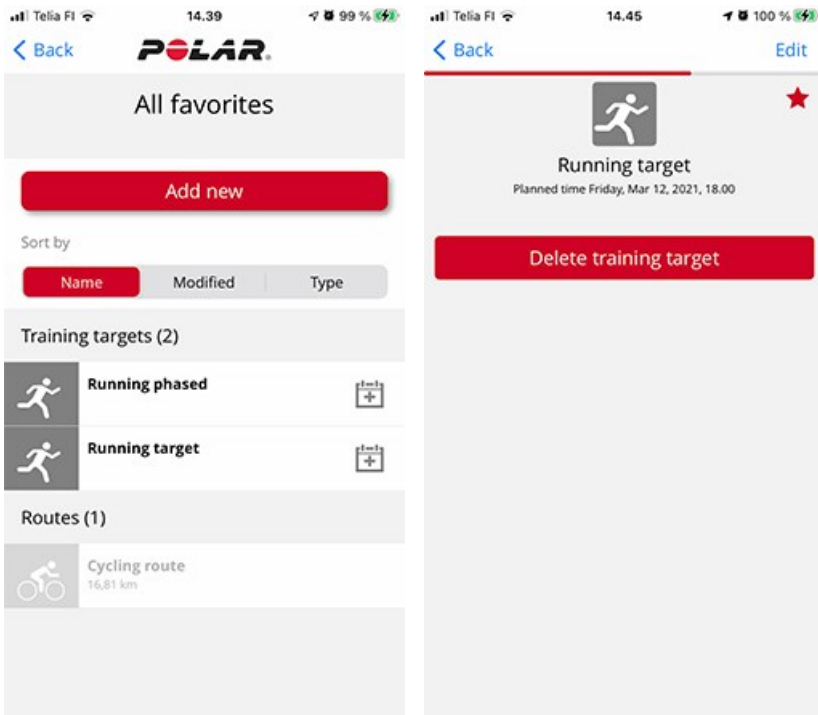 Telia FI 14.39 99 %
Back POLAR.
All favorites
Add new
Sort by
Name Modified Type
Training targets (2)
Running phased
Running target
Routes (1)
Cycling route
16,81 km
Telia FI 14.45 100 %
Back Edit
Running target
Planned time Friday, Mar 12, 2021, 18.00
Delete training target